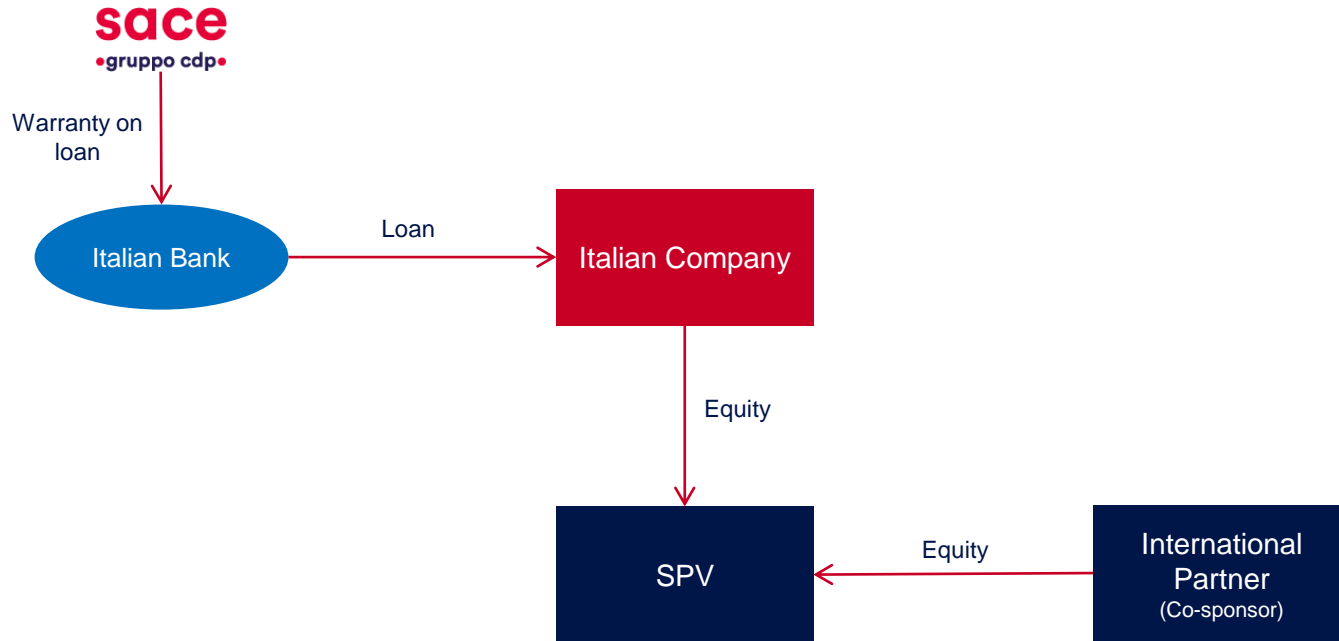 sace
•gruppo cdp•
Warranty on
loan
Italian Bank
Loan
Italian Company
Equity
SPV
Equity
International
Partner
(Co-sponsor)